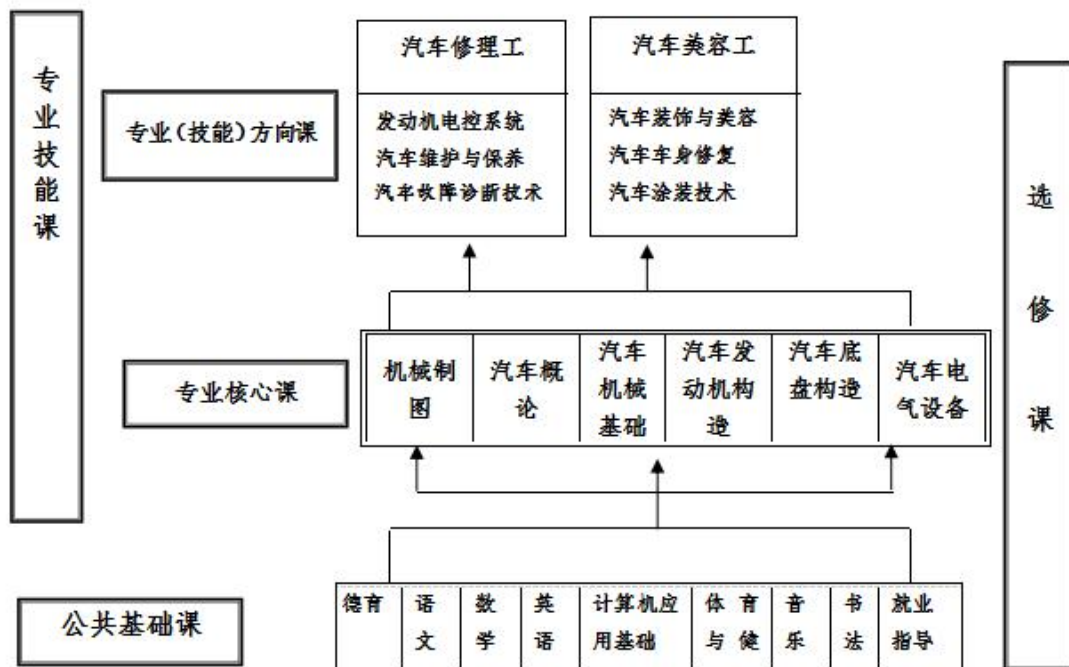 专业技能课
专业（技能）方向课
汽车修理工
发动机电控系统
汽车维护与保养
汽车故障诊断技术
汽车美容工
汽车装饰与美容
汽车车身修复
汽车涂装技术
选修课
专业核心课
机械制
图
汽车概
论
汽车
机械
基础
汽车发
动机构
造
汽车底
盘构造
汽车电
气设备
公共基础课
德育
语
文
数
学
英
语
计算机应
用基础
体 育
与 健
音
乐
书
法
就业
指导